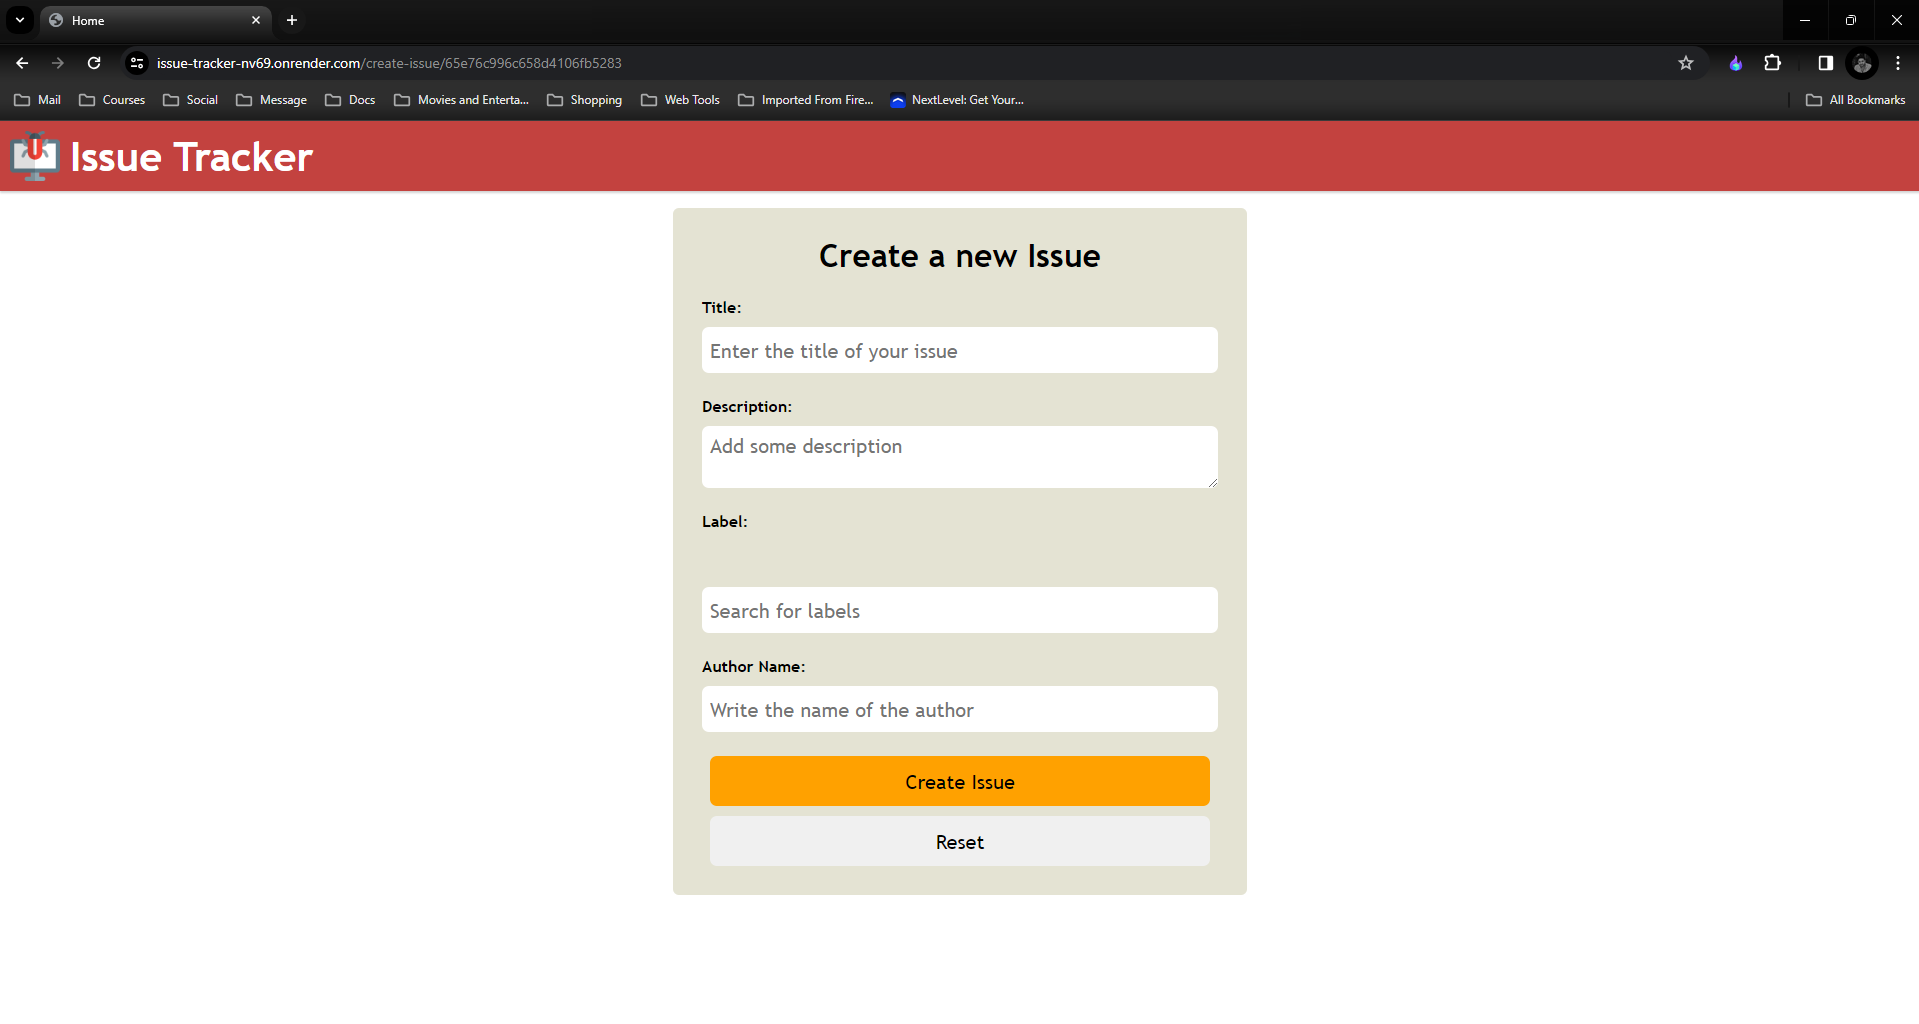 Home
issue-tracker-nv69.onrender.com/create-issue/65e76c996c658d4106fb5283
Mail Courses Social Message Docs Movies and Enterta... Shopping Web Tools Imported From Fire... NextLevel: Get Your... All Bookmarks
Issue Tracker
Create a new Issue
Title:
Enter the title of your issue
Description:
Add some description
Label:
Search for labels
Author Name:
Write the name of the author
Create Issue
Reset